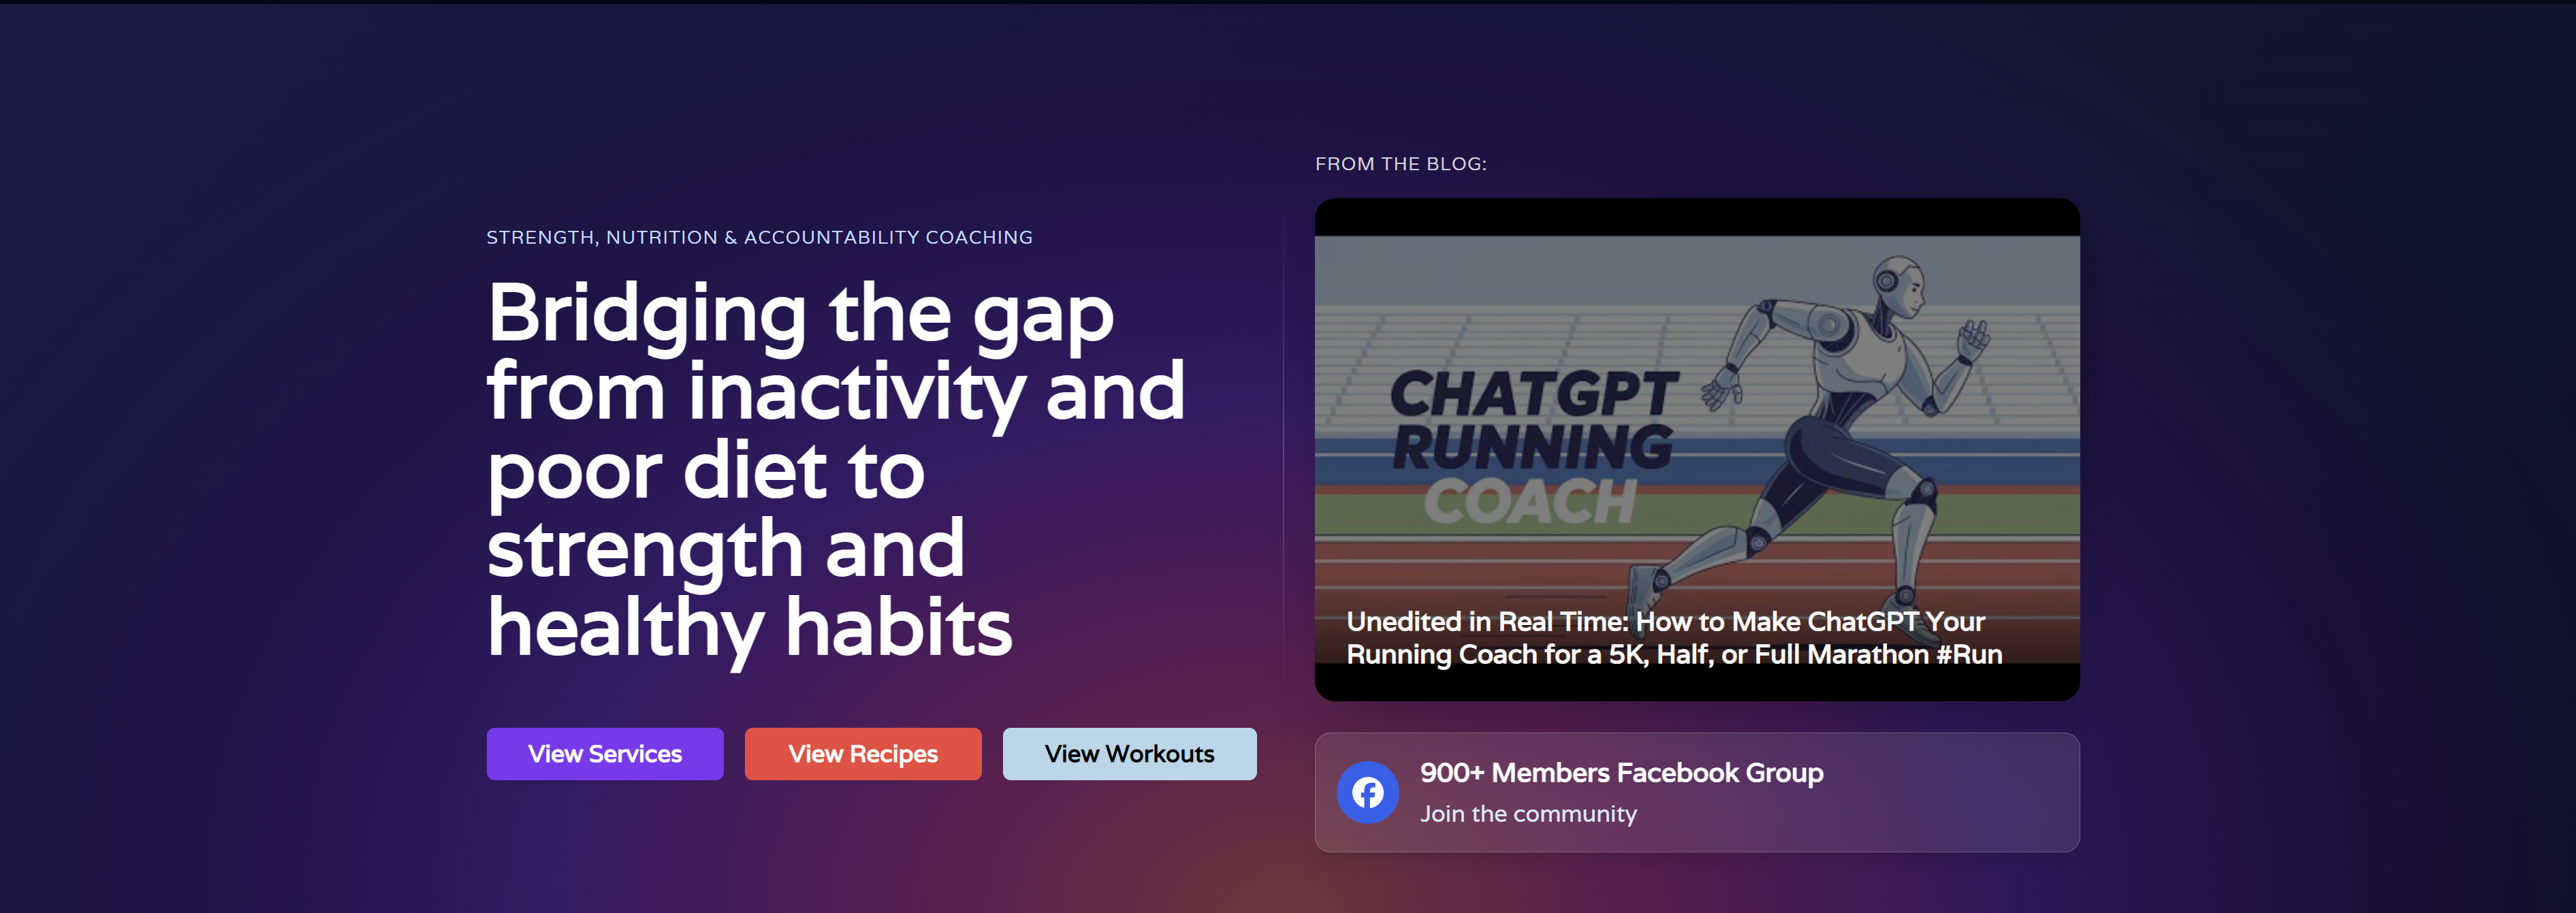 STRENGTH, NUTRITION & ACCOUNTABILITY COACHING
Bridging the gap
from inactivity and
poor diet to
strength and
healthy habits
View Services
View Recipes
View Workouts
FROM THE BLOG:
CHATGPT
RUNNING
COACH
Unedited in Real Time: How to Make ChatGPT Your
Running Coach for a 5K, Half, or Full Marathon #Run
900+ Members Facebook Group
Join the community